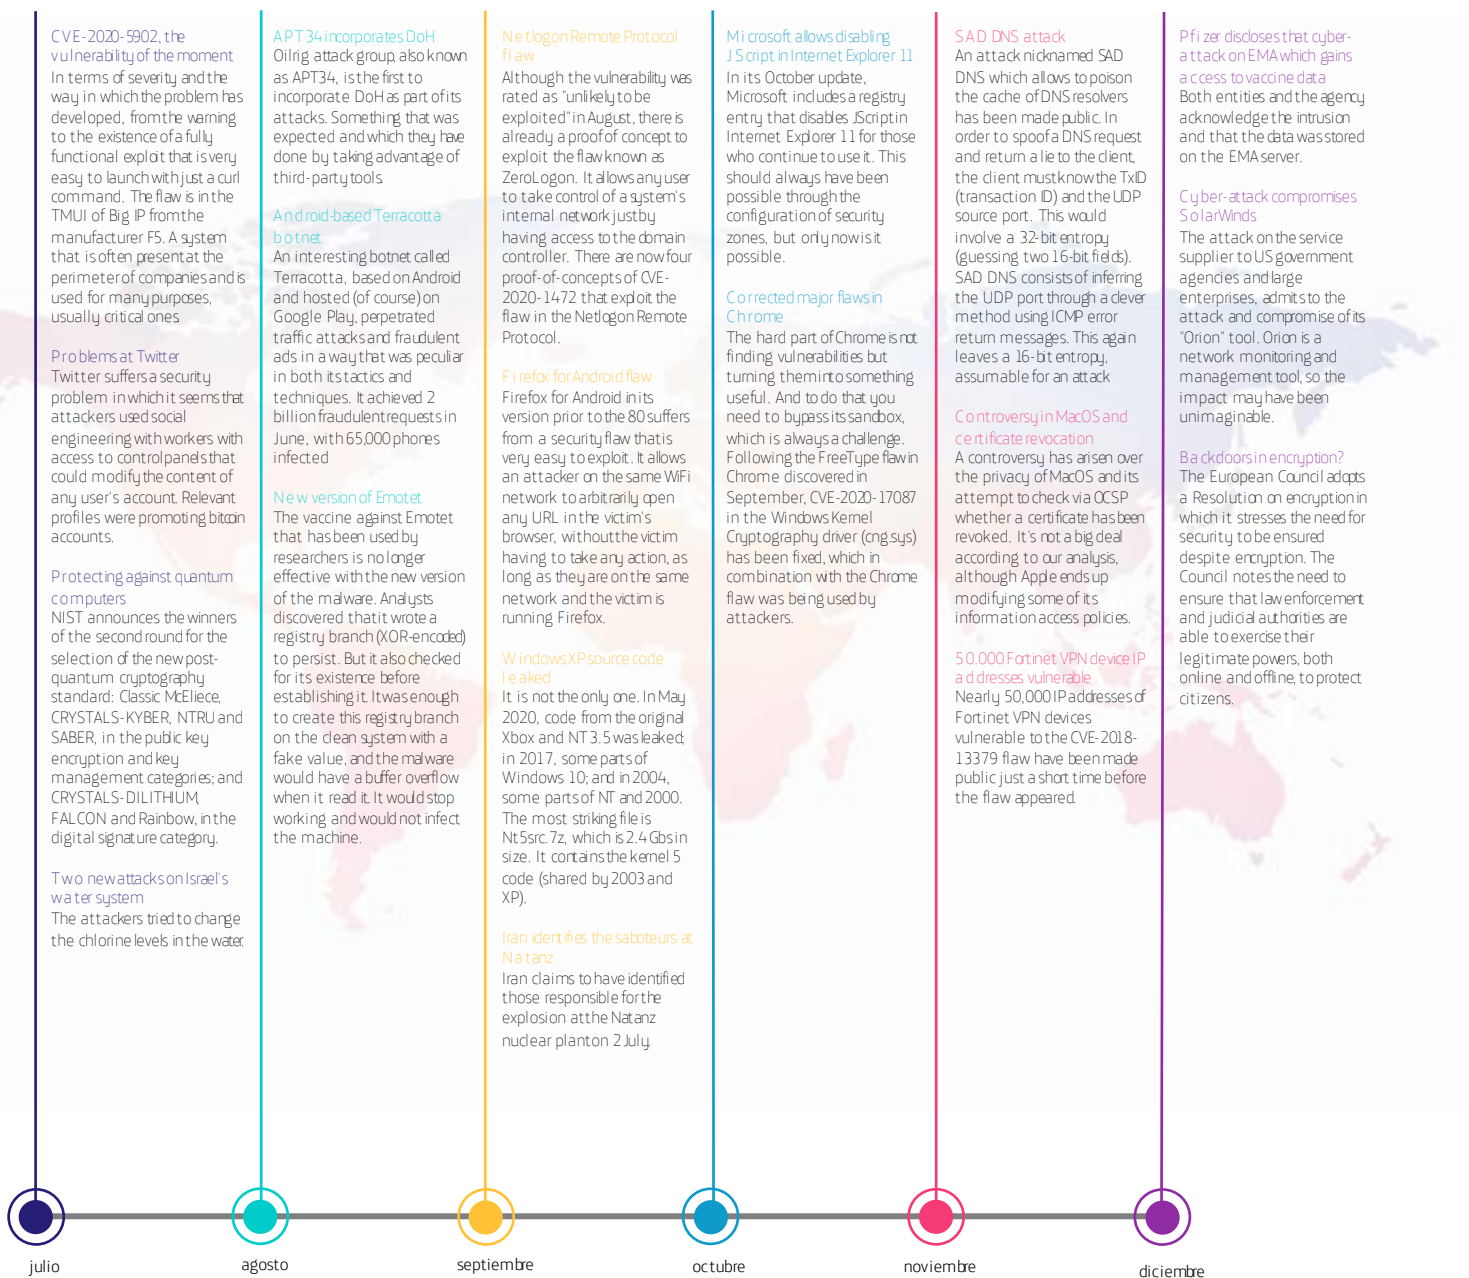 CVE-2020-5902, the
vulnerability of the moment
In terms of severity and the
way in which the problem has
developed, from the warning
to the existence of a fully
functional exploit that is very
easy to launch with just a curl
command. The flaw is in the
TMUI of Big IP from the
manufacturer F5. A system
that is often present at the
perimeter of companies and is
used for many purposes,
usually critical ones.
Problems at Twitter
Twitter suffers a security
problem in which it seems that
attackers used social
engineering with workers with
access to control panels that
could modify the content of
any user's account. Relevant
profiles were promoting bitcoin
accounts.
Protecting against quantum
computers
NIST announces the winners
of the second round for the
selection of the new post-
quantum cryptography
standard: Classic McEliece,
CRYSTALS-KYBER, NTRU and
SABER, in the public key
encryption and key
management categories; and
CRYSTALS-DILITHIUM,
FALCON and Rainbow, in the
digital signature category.
Two new attacks on Israel's
water system
The attackers tried to change
the chlorine levels in the water.
APT34 incorporates DoH
Oilrig attack group, also known
as APT34, is the first to
incorporate DoH as part of its
attacks. Something that was
expected and which they have
done by taking advantage of
third-party tools.
Android-based Terracotta
botnet
An interesting botnet called
Terracotta, based on Android
and hosted (of course) on
Google Play, perpetrated
traffic attacks and fraudulent
ads in a way that was peculiar
in both its tactics and
techniques. It achieved 2
billion fraudulent requests in
June, with 65,000 phones
infected
New version of Emotet
The vaccine against Emotet
that has been used by
researchers is no longer
effective with the new version
of the malware. Analysts
discovered that it wrote a
registry branch (XOR-encoded)
to persist. But it also checked
for its existence before
establishing it. It was enough
to create this registry branch
on the clean system with a
fake value, and the malware
would have a buffer overflow
when it read it. It would stop
working and would not infect
the machine.
Netlogon Remote Protocol
flaw
Although the vulnerability was
rated as "unlikely to be
exploited" in August, there is
already a proof of concept to
exploit the flaw known as
ZeroLogon. It allows any user
to take control of a system's
internal network just by
having access to the domain
controller. There are now four
proof-of-concepts of CVE-
2020-1472 that exploit the
flaw in the Netlogon Remote
Protocol.
Firefox for Android flaw
Firefox for Android in its
version prior to the 80 suffers
from a security flaw that is
very easy to exploit. It allows
an attacker on the same WiFi
network to arbitrarily open
any URL in the victim's
browser, without the victim
having to take any action, as
long as they are on the same
network and the victim is
running Firefox.
Windows XP source code
leaked
It is not the only one. In May
2020, code from the original
Xbox and NT 3.5 was leaked;
in 2017, some parts of
Windows 10; and in 2004,
some parts of NT and 2000.
The most striking file is
Nt5src.7z, which is 2.4 Gbs in
size. It contains the kernel 5
code (shared by 2003 and
XP).
Iran identifies the saboteurs at
Natanz
Iran claims to have identified
those responsible for the
explosion at the Natanz
nuclear plant on 2 July.
Microsoft allows disabling
JScript in Internet Explorer 11
In its October update,
Microsoft includes a registry
entry that disables JScript in
Internet Explorer 11 for those
who continue to use it. This
should always have been
possible through the
configuration of security
zones, but only now is it
possible.
Corrected major flaws in
Chrome
The hard part of Chrome is not
finding vulnerabilities but
turning them into something
useful. And to do that you
need to bypass its sandbox,
which is always a challenge.
Following the FreeType flaw in
Chrome discovered in
September, CVE-2020-17087
in the Windows Kernel
Cryptography driver (cng.sys)
has been fixed, which in
combination with the Chrome
flaw was being used by
attackers.
SAD DNS attack
An attack nicknamed SAD
DNS which allows to poison
the cache of DNS resolvers
has been made public. In
order to spoof a DNS request
and return a lie to the client,
the client must know the TxID
(transaction ID) and the UDP
source port. This would
involve a 32-bit entropy
(guessing two 16-bit fields).
SAD DNS consists of inferring
the UDP port through a clever
method using ICMP error
return messages. This again
leaves a 16-bit entropy,
assumable for an attack
Controversy in MacOS and
certificate revocation
A controversy has arisen over
the privacy of MacOS and its
attempt to check via OCSP
whether a certificate has been
revoked. It's not a big deal
according to our analysis,
although Apple ends up
modifying some of its
information access policies.
50.000 Fortinet VPN device IP
addresses vulnerable
Nearly 50,000 IP addresses of
Fortinet VPN devices
vulnerable to the CVE-2018-
13379 flaw have been made
public just a short time before
the flaw appeared.
Pfizer discloses that cyber-
attack on EMA which gains
access to vaccine data
Both entities and the agency
acknowledge the intrusion
and that the data was stored
on the EMA server.
Cyber-attack compromises
SolarWinds
The attack on the service
supplier to US government
agencies and large
enterprises, admits to the
attack and compromise of its
"Orion" tool. Orion is a
network monitoring and
management tool, so the
impact may have been
unimaginable.
Backdoors in encryption?
The European Council adopts
a Resolution on encryption in
which it stresses the need for
security to be ensured
despite encryption. The
Council notes the need to
ensure that law enforcement
and judicial authorities are
able to exercise their
legitimate powers, both
online and offline, to protect
citizens.
julio
agosto
septiembre
octubre
noviembre
diciembre